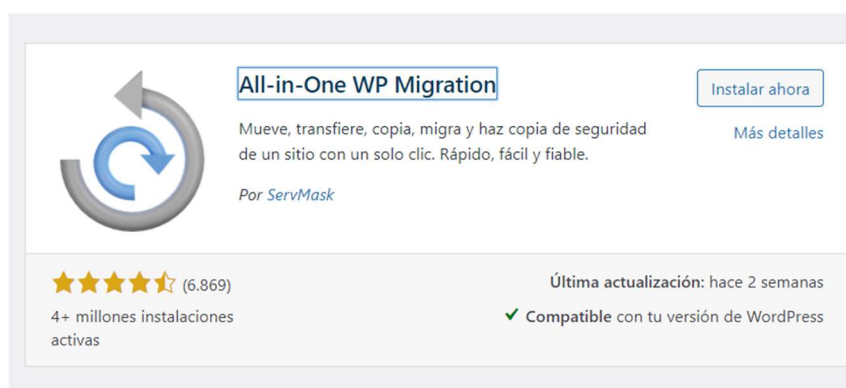 All-in-One WP Migration
Instalar ahora
Mueve, transfiere, copia, migra y haz copia de seguridad
de un sitio con un solo clic. Rápido, fácil y fiable.
Más detalles
Por ServMask
(6.869)
Última actualización: hace 2 semanas
4+ millones instalaciones
activas
Compatible con tu versión de WordPress